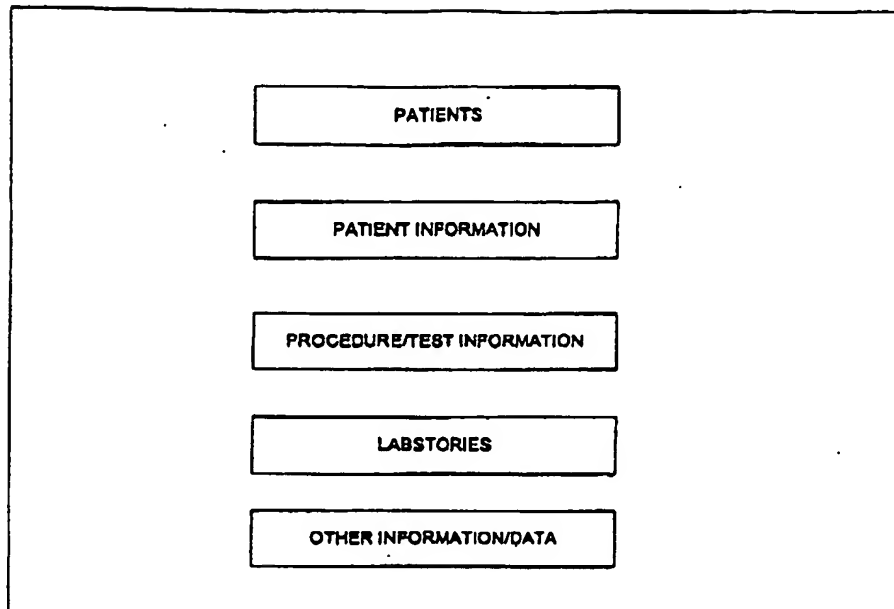 PATIENTS
PATIENT INFORMATION
PROCEDURE/TEST INFORMATION
LABSTORIES
OTHER INFORMATION/DATA